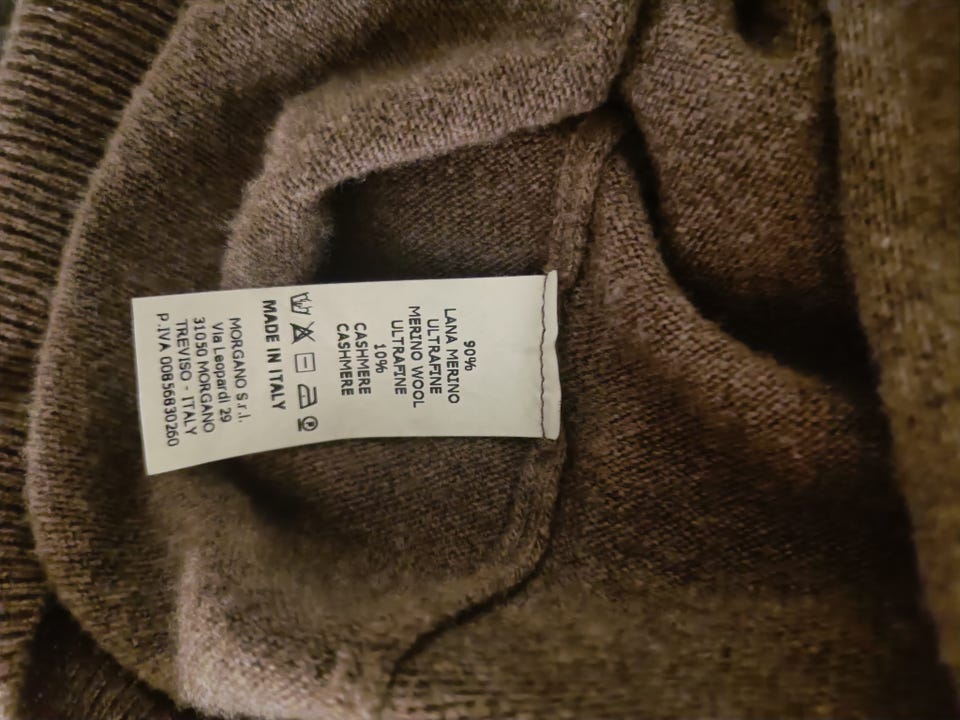 90%
LANA MERINO
ULTRAFINE
MERINO WOOL
ULTRAFINE
10%
CASHMERE
CASHMERE
MADE IN ITALY
MORGANO S.r.l.
Via Leopardi 29
31050 MORGANO
TREVISO - ITALY
P.IVA 00856830260